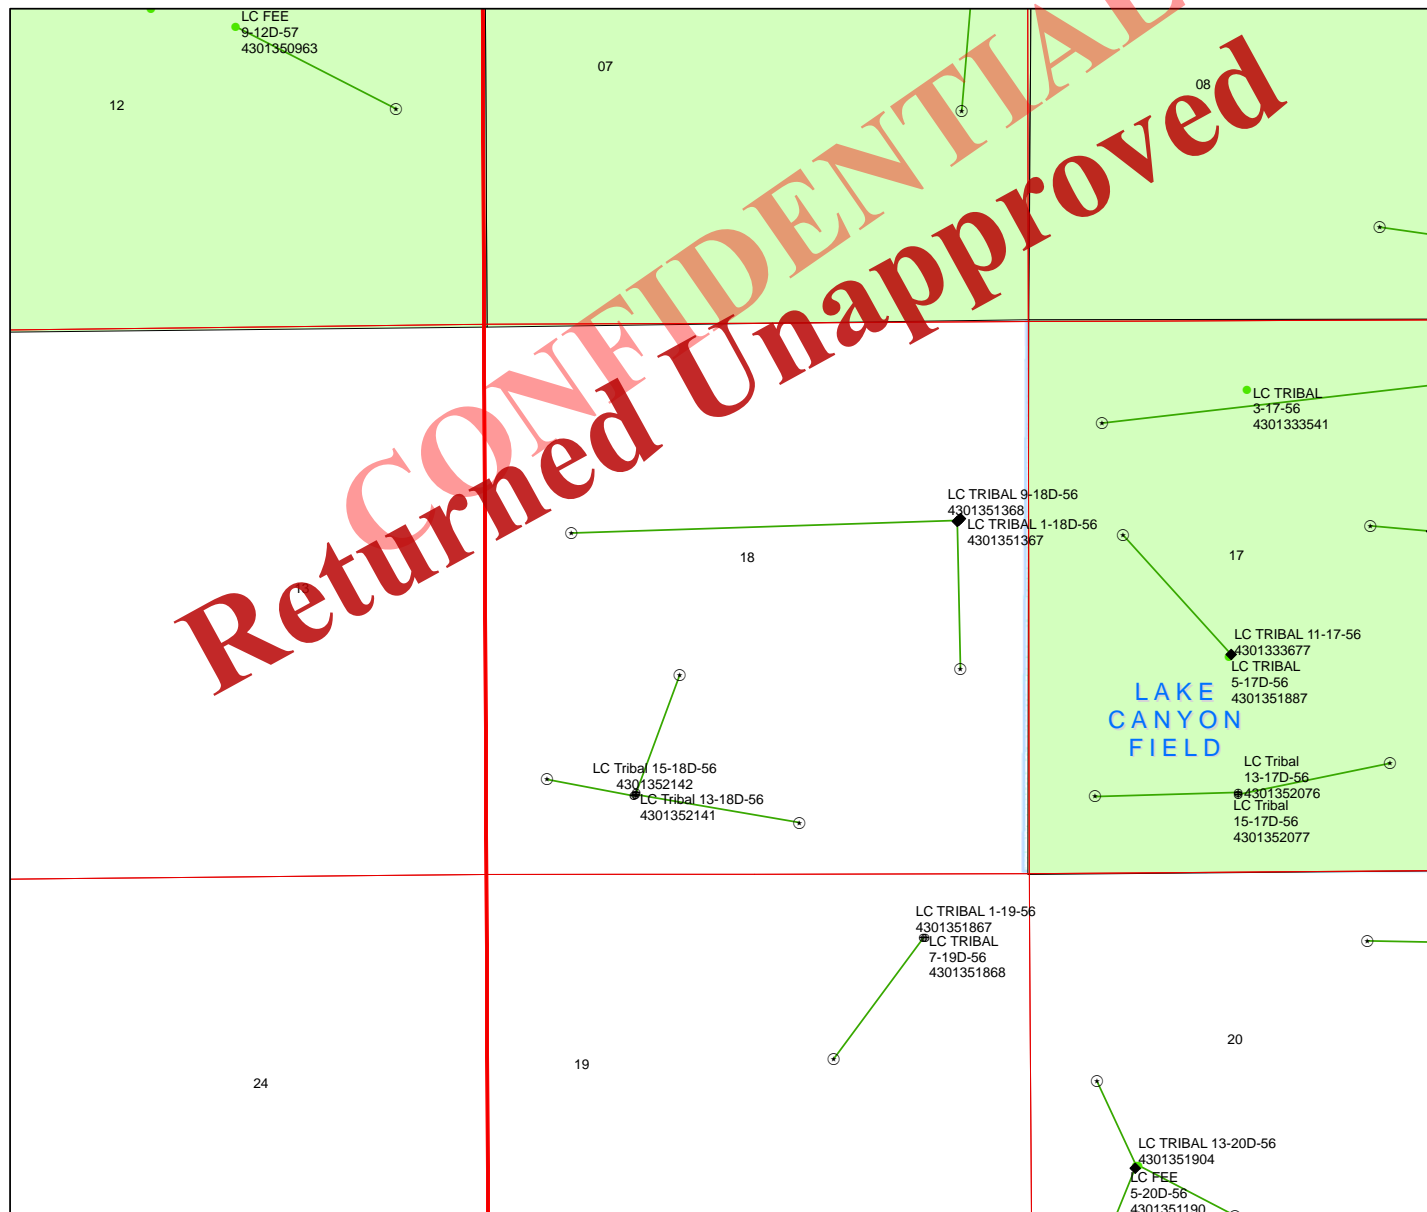 LC FEE
9-12D-57
4301350963
07
08
12
CONFIDENTIAL
Returned Unapproved
LC TRIBAL
3-17-56
4301333541
LC TRIBAL 9-18D-56
4301351368
LC TRIBAL 1-18D-56
4301351367
18
17
13
LC TRIBAL 11-17-56
4301333677
LC TRIBAL
5-17D-56
4301351887
LAKE
CANYON
FIELD
LC Tribal 15-18D-56
4301352142
LC Tribal 13-18D-56
4301352141
LC Tribal
13-17D-56
4301352076
LC Tribal
15-17D-56
4301352077
LC TRIBAL 1-19-56
4301351867
LC TRIBAL
7-19D-56
4301351868
20
19
24
LC TRIBAL 13-20D-56
4301351904
LC FEE
5-20D-56
4301351190